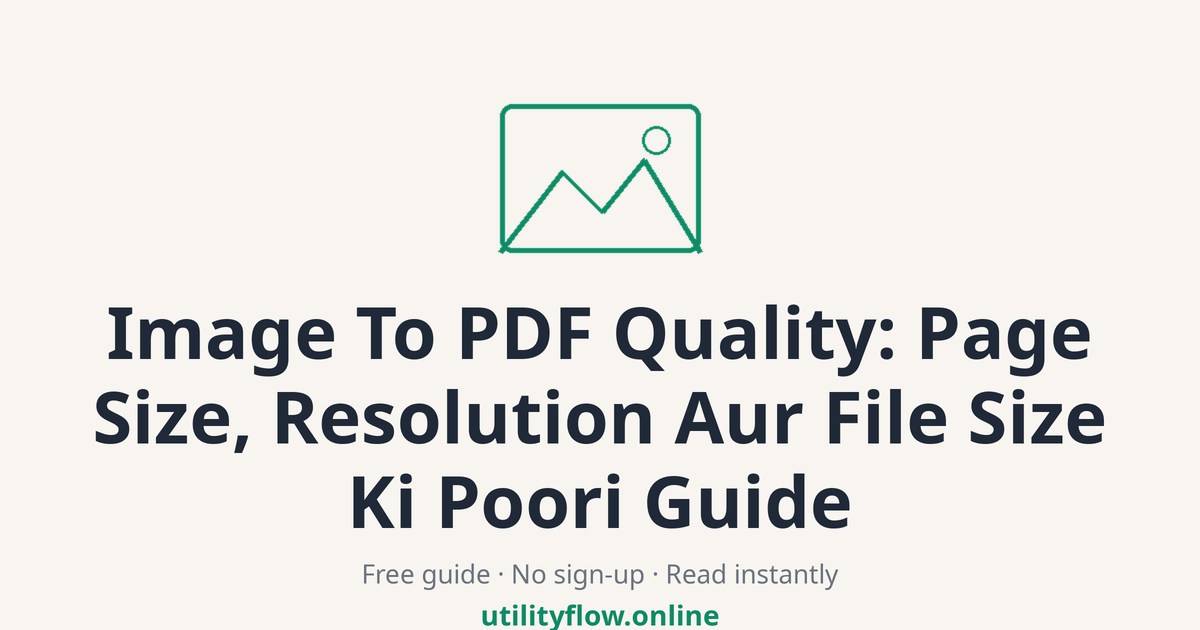 Image To PDF Quality: Page
Size, Resolution Aur File Size
Ki Poori Guide
Free guide · No sign-up · Read instantly
utilityflow.online